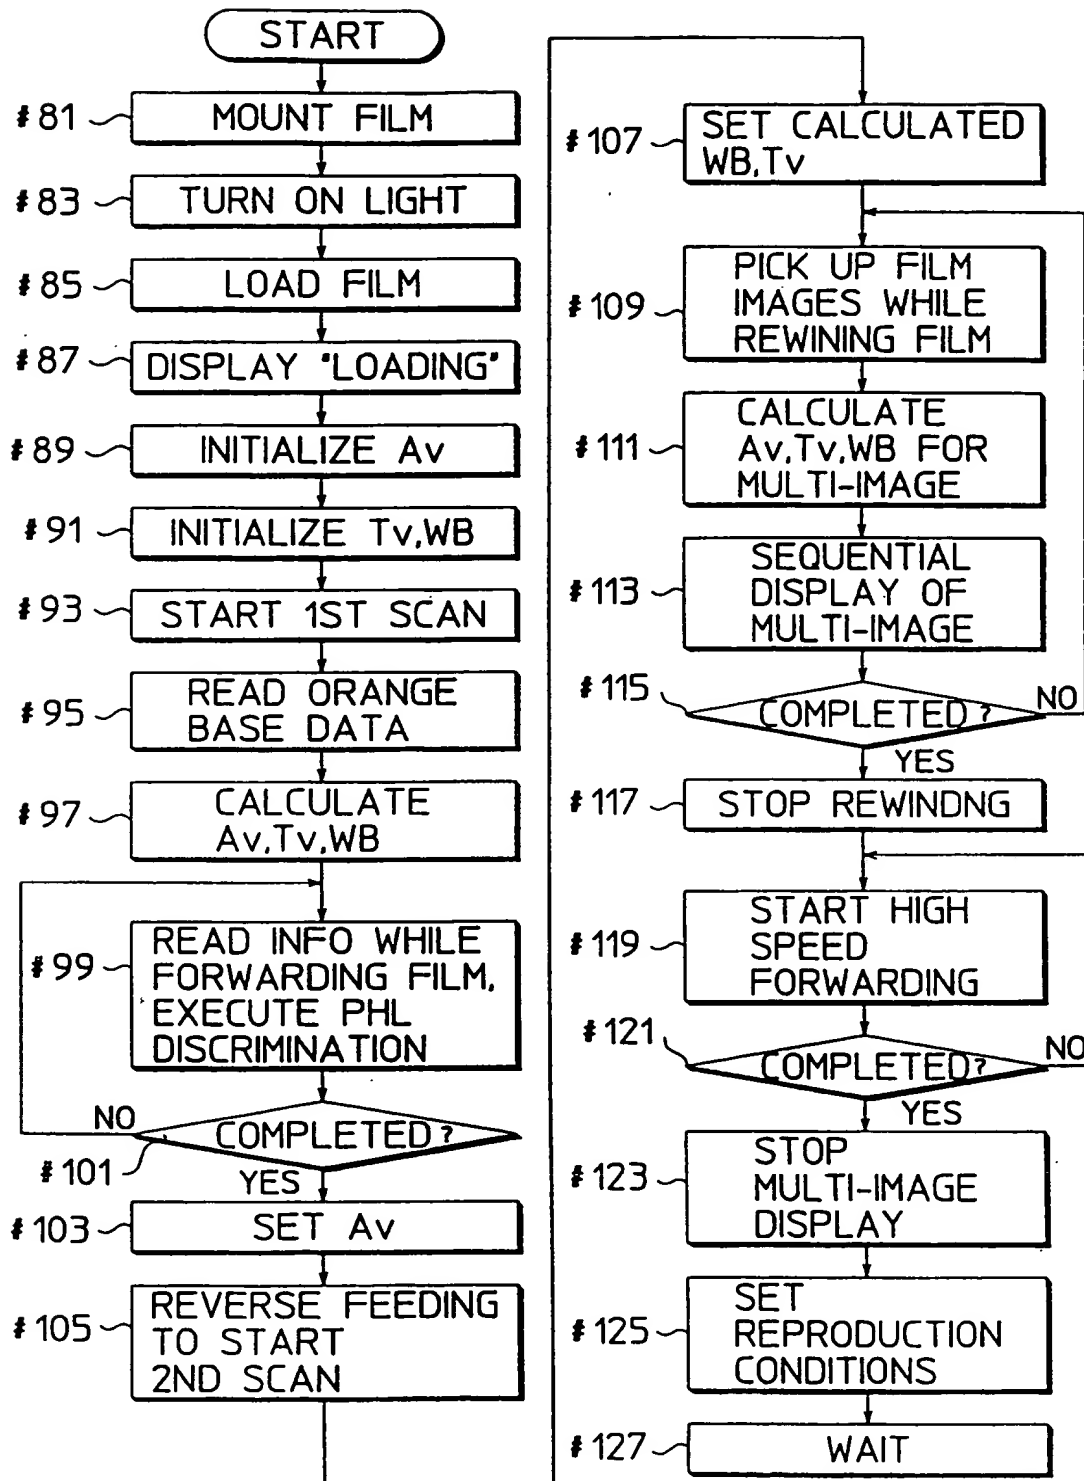 START
#81 MOUNT FILM
#83 TURN ON LIGHT
#85 LOAD FILM
#87 DISPLAY "LOADING"
#89 INITIALIZE Av
#91 INITIALIZE Tv,WB
#93 START 1ST SCAN
#95 READ ORANGE
BASE DATA
#97 CALCULATE
Av,Tv,WB
#99 READ INFO WHILE
FORWARDING FILM,
EXECUTE PHL
DISCRIMINATION
NO
#101 COMPLETED?
YES
#103 SET Av
#105 REVERSE FEEDING
TO START
2ND SCAN
#107 SET CALCULATED
WB,Tv
#109 PICK UP FILM
IMAGES WHILE
REWINING FILM
#111 CALCULATE
Av,Tv,WB FOR
MULTI-IMAGE
#113 SEQUENTIAL
DISPLAY OF
MULTI-IMAGE
#115 COMPLETED?
NO
YES
#117 STOP REWINDNG
#119 START HIGH
SPEED
FORWARDING
#121 COMPLETED?
NO
YES
#123 STOP
MULTI-IMAGE
DISPLAY
#125 SET
REPRODUCTION
CONDITIONS
#127 WAIT